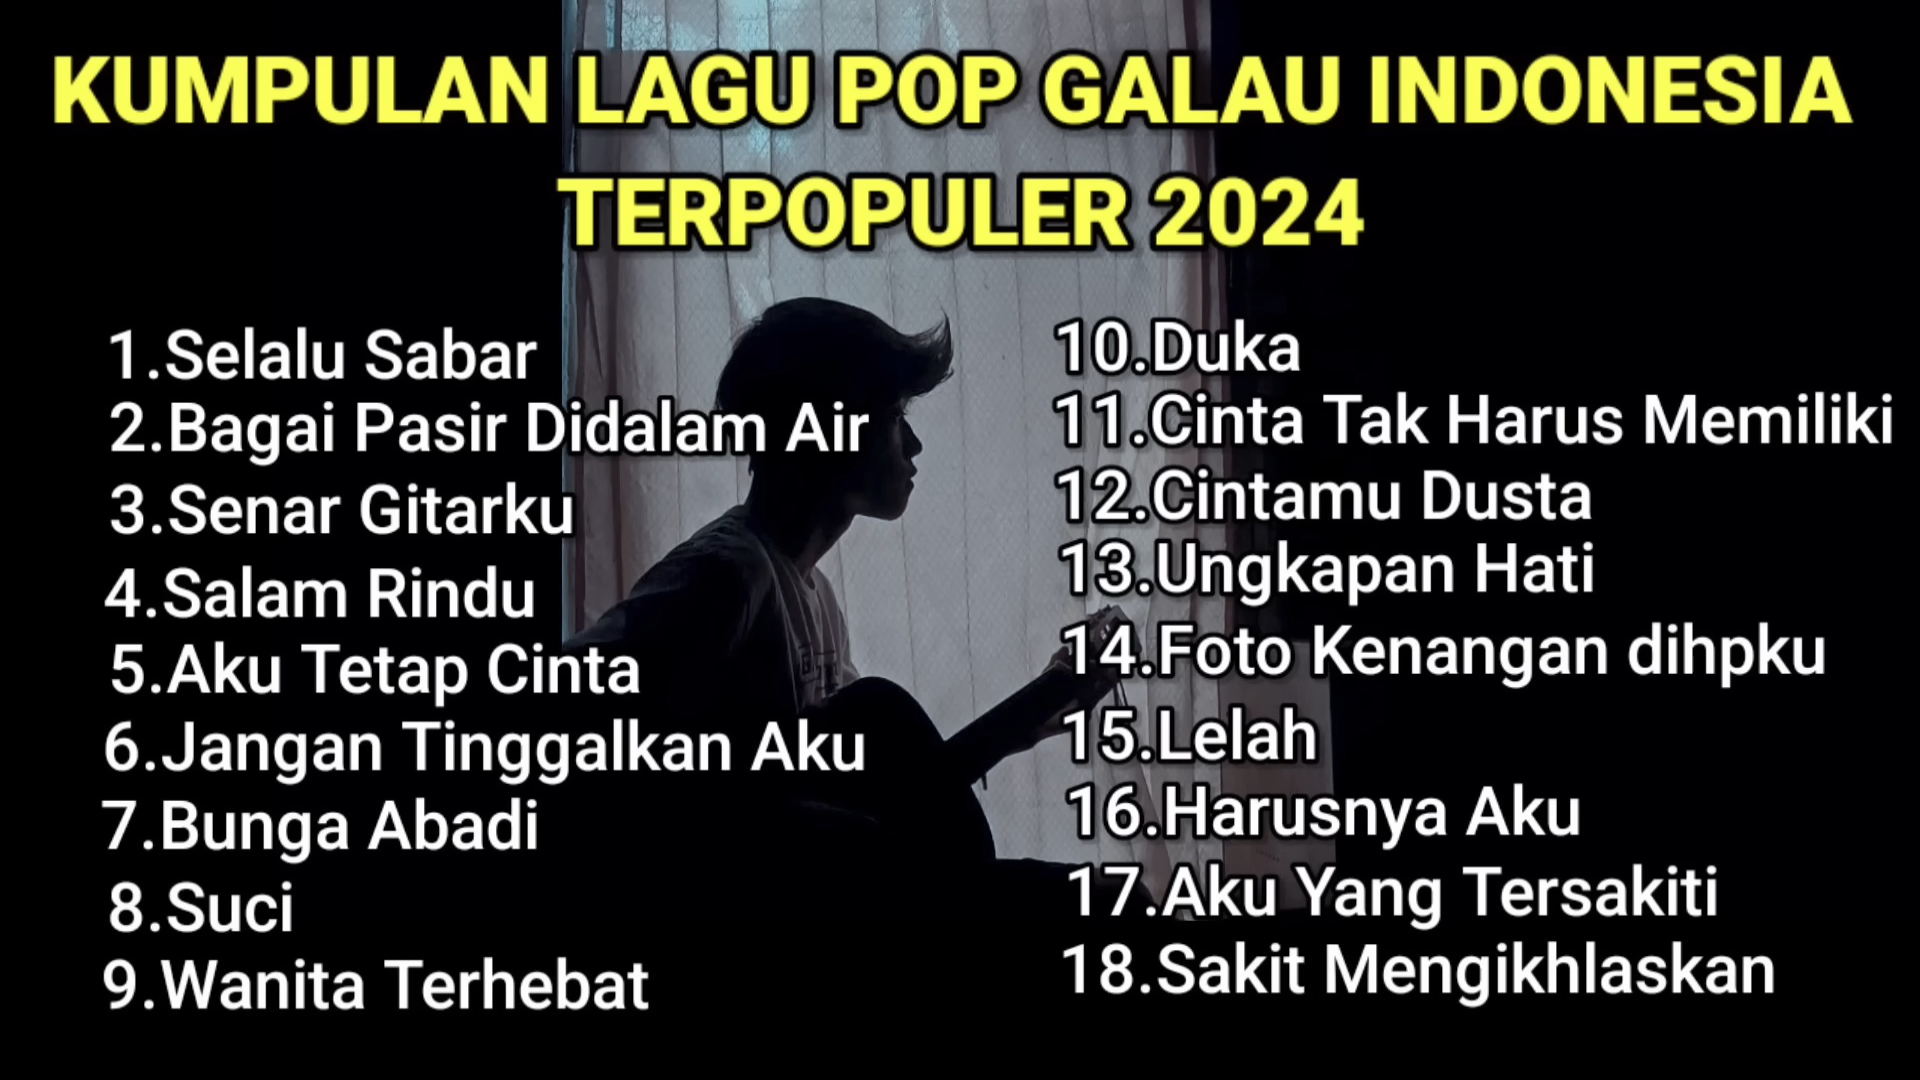 KUMPULAN LAGU POP GALAU INDONESIA
TERPOPULER 2024
1.Selalu Sabar
2.Bagai Pasir Didalam Air
3.Senar Gitarku
4.Salam Rindu
5.Aku Tetap Cinta
6.Jangan Tinggalkan Aku
7.Bunga Abadi
8.Suci
9.Wanita Terhebat
10.Duka
11.Cinta Tak Harus Memiliki
12.Cintamu Dusta
13.Ungkapan Hati
14.Foto Kenangan dihpku
15.Lelah
16.Harusnya Aku
17.Aku Yang Tersakiti
18.Sakit Mengikhlaskan